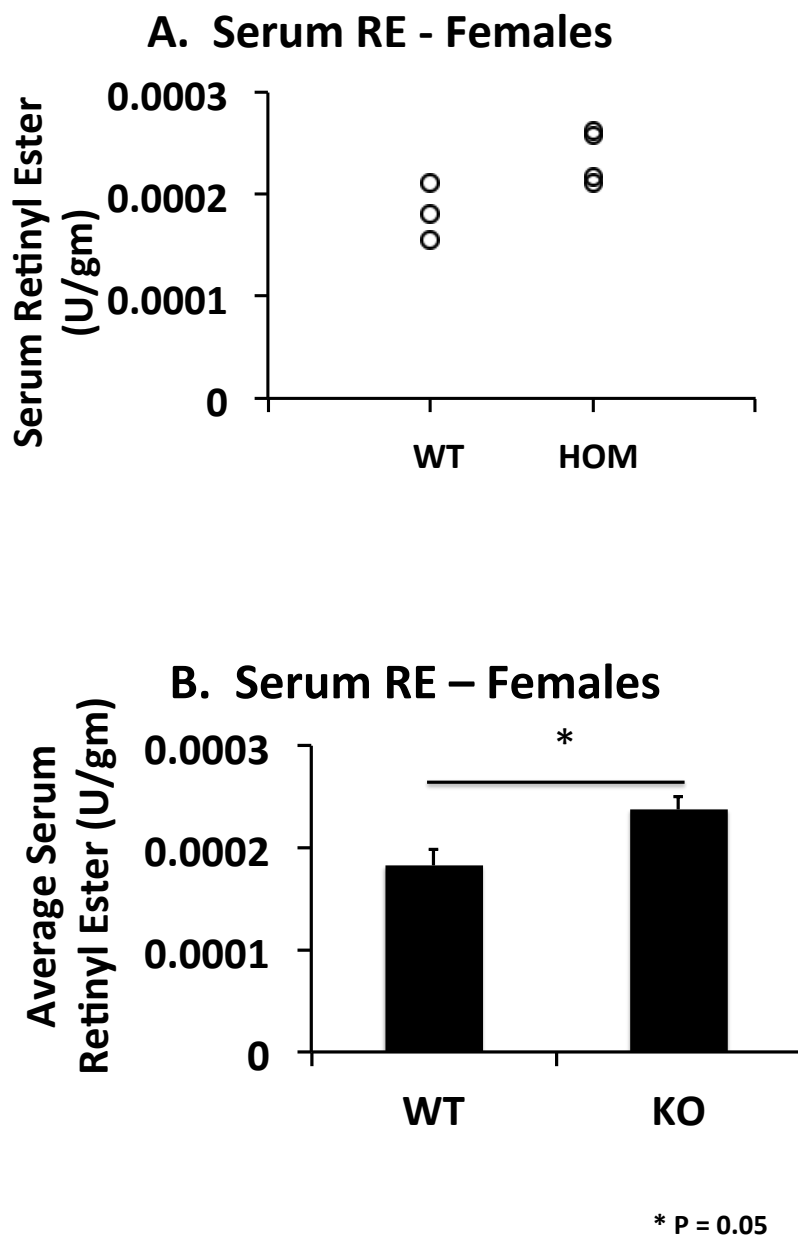 A. Serum RE - Females
Serum Retinyl Ester
(U/gm)
0.0003
0.0002
0.0001
0
WT HOM
B. Serum RE – Females
Average Serum
Retinyl Ester (U/gm)
0.0003
0.0002
0.0001
0
*
WT KO
* P = 0.05